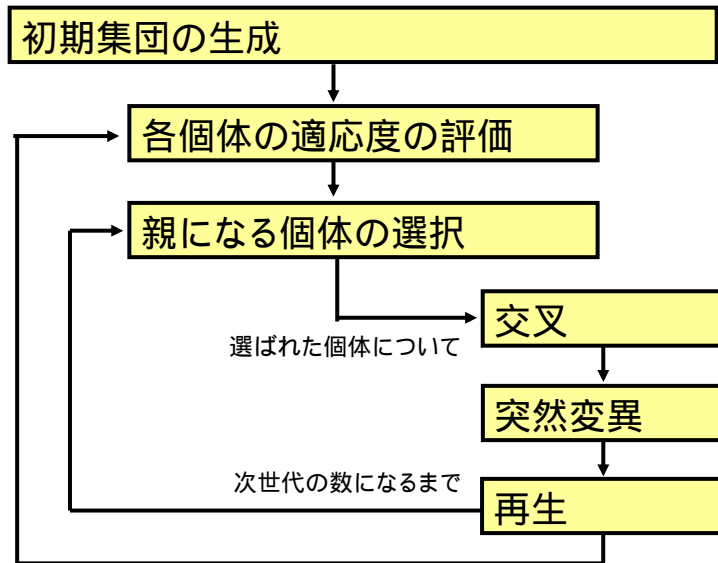 初期集団の生成
各個体の適応度の評価
親になる個体の選択
交叉
選ばれた個体について
突然変異
次世代の数になるまで
再生